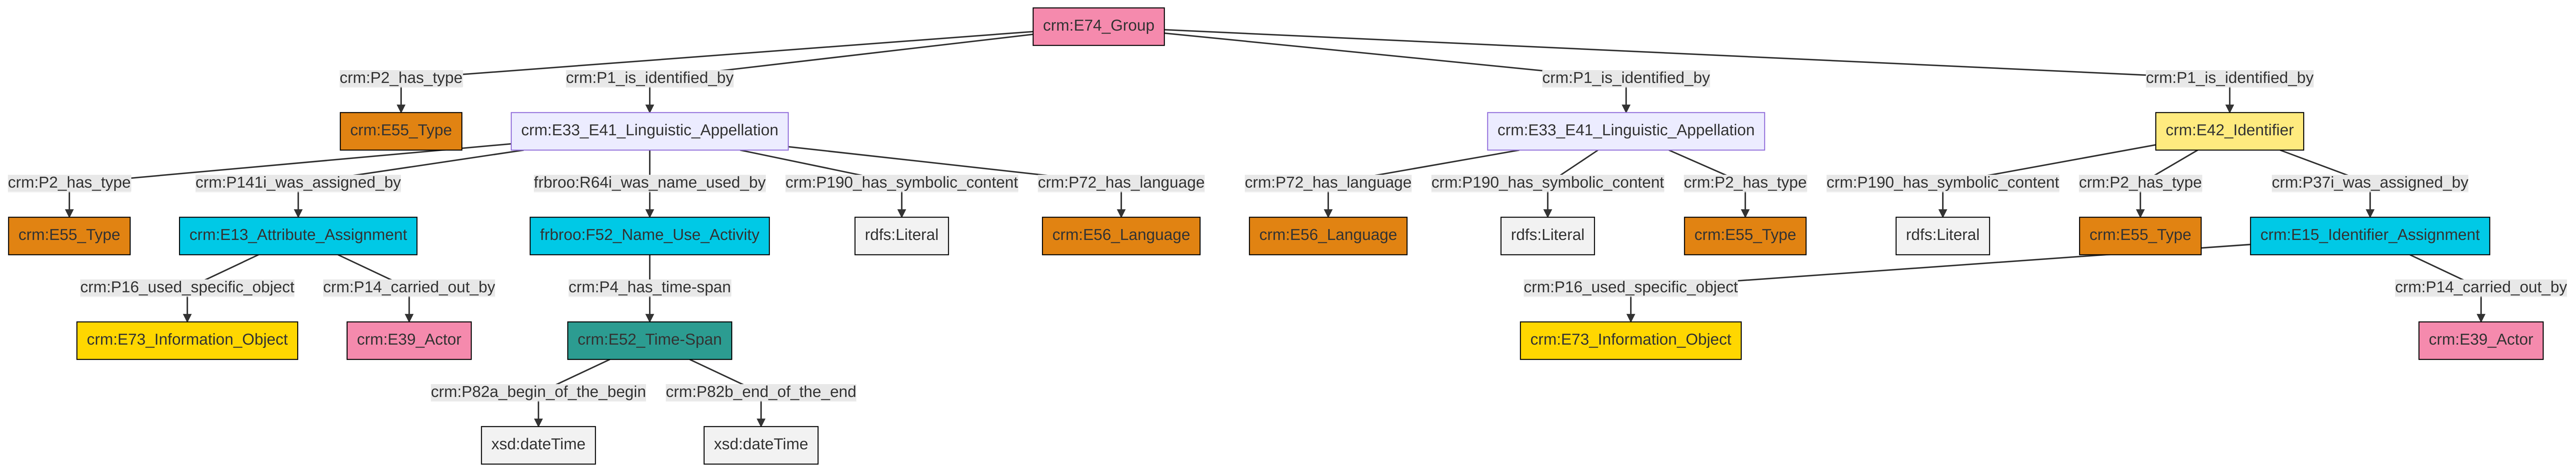 crm:E74_Group
crm:P2_has_type
crm:P1_is_identified_by
crm:P1_is_identified_by
crm:P1_is_identified_by
crm:E55_Type
crm:E33_E41_Linguistic_Appellation
crm:E33_E41_Linguistic_Appellation
crm:E42_Identifier
crm:P2_has_type
crm:P141i_was_assigned_by
frbroo:R64i_was_name_used_by
crm:P190_has_symbolic_content
crm:P72_has_language
crm:P72_has_language
crm:P190_has_symbolic_content
crm:P2_has_type
crm:P190_has_symbolic_content
crm:P2_has_type
crm:P37i_was_assigned_by
crm:E55_Type
crm:E13_Attribute_Assignment
frbroo:F52_Name_Use_Activity
rdfs:Literal
crm:E56_Language
crm:E56_Language
rdfs:Literal
crm:E55_Type
rdfs:Literal
crm:E55_Type
crm:E15_Identifier_Assignment
crm:P16_used_specific_object
crm:P14_carried_out_by
crm:P4_has_time-span
crm:P16_used_specific_object
crm:P14_carried_out_by
crm:E73_Information_Object
crm:E39_Actor
crm:E52_Time-Span
crm:E73_Information_Object
crm:E39_Actor
crm:P82a_begin_of_the_begin
crm:P82b_end_of_the_end
xsd:dateTime
xsd:dateTime